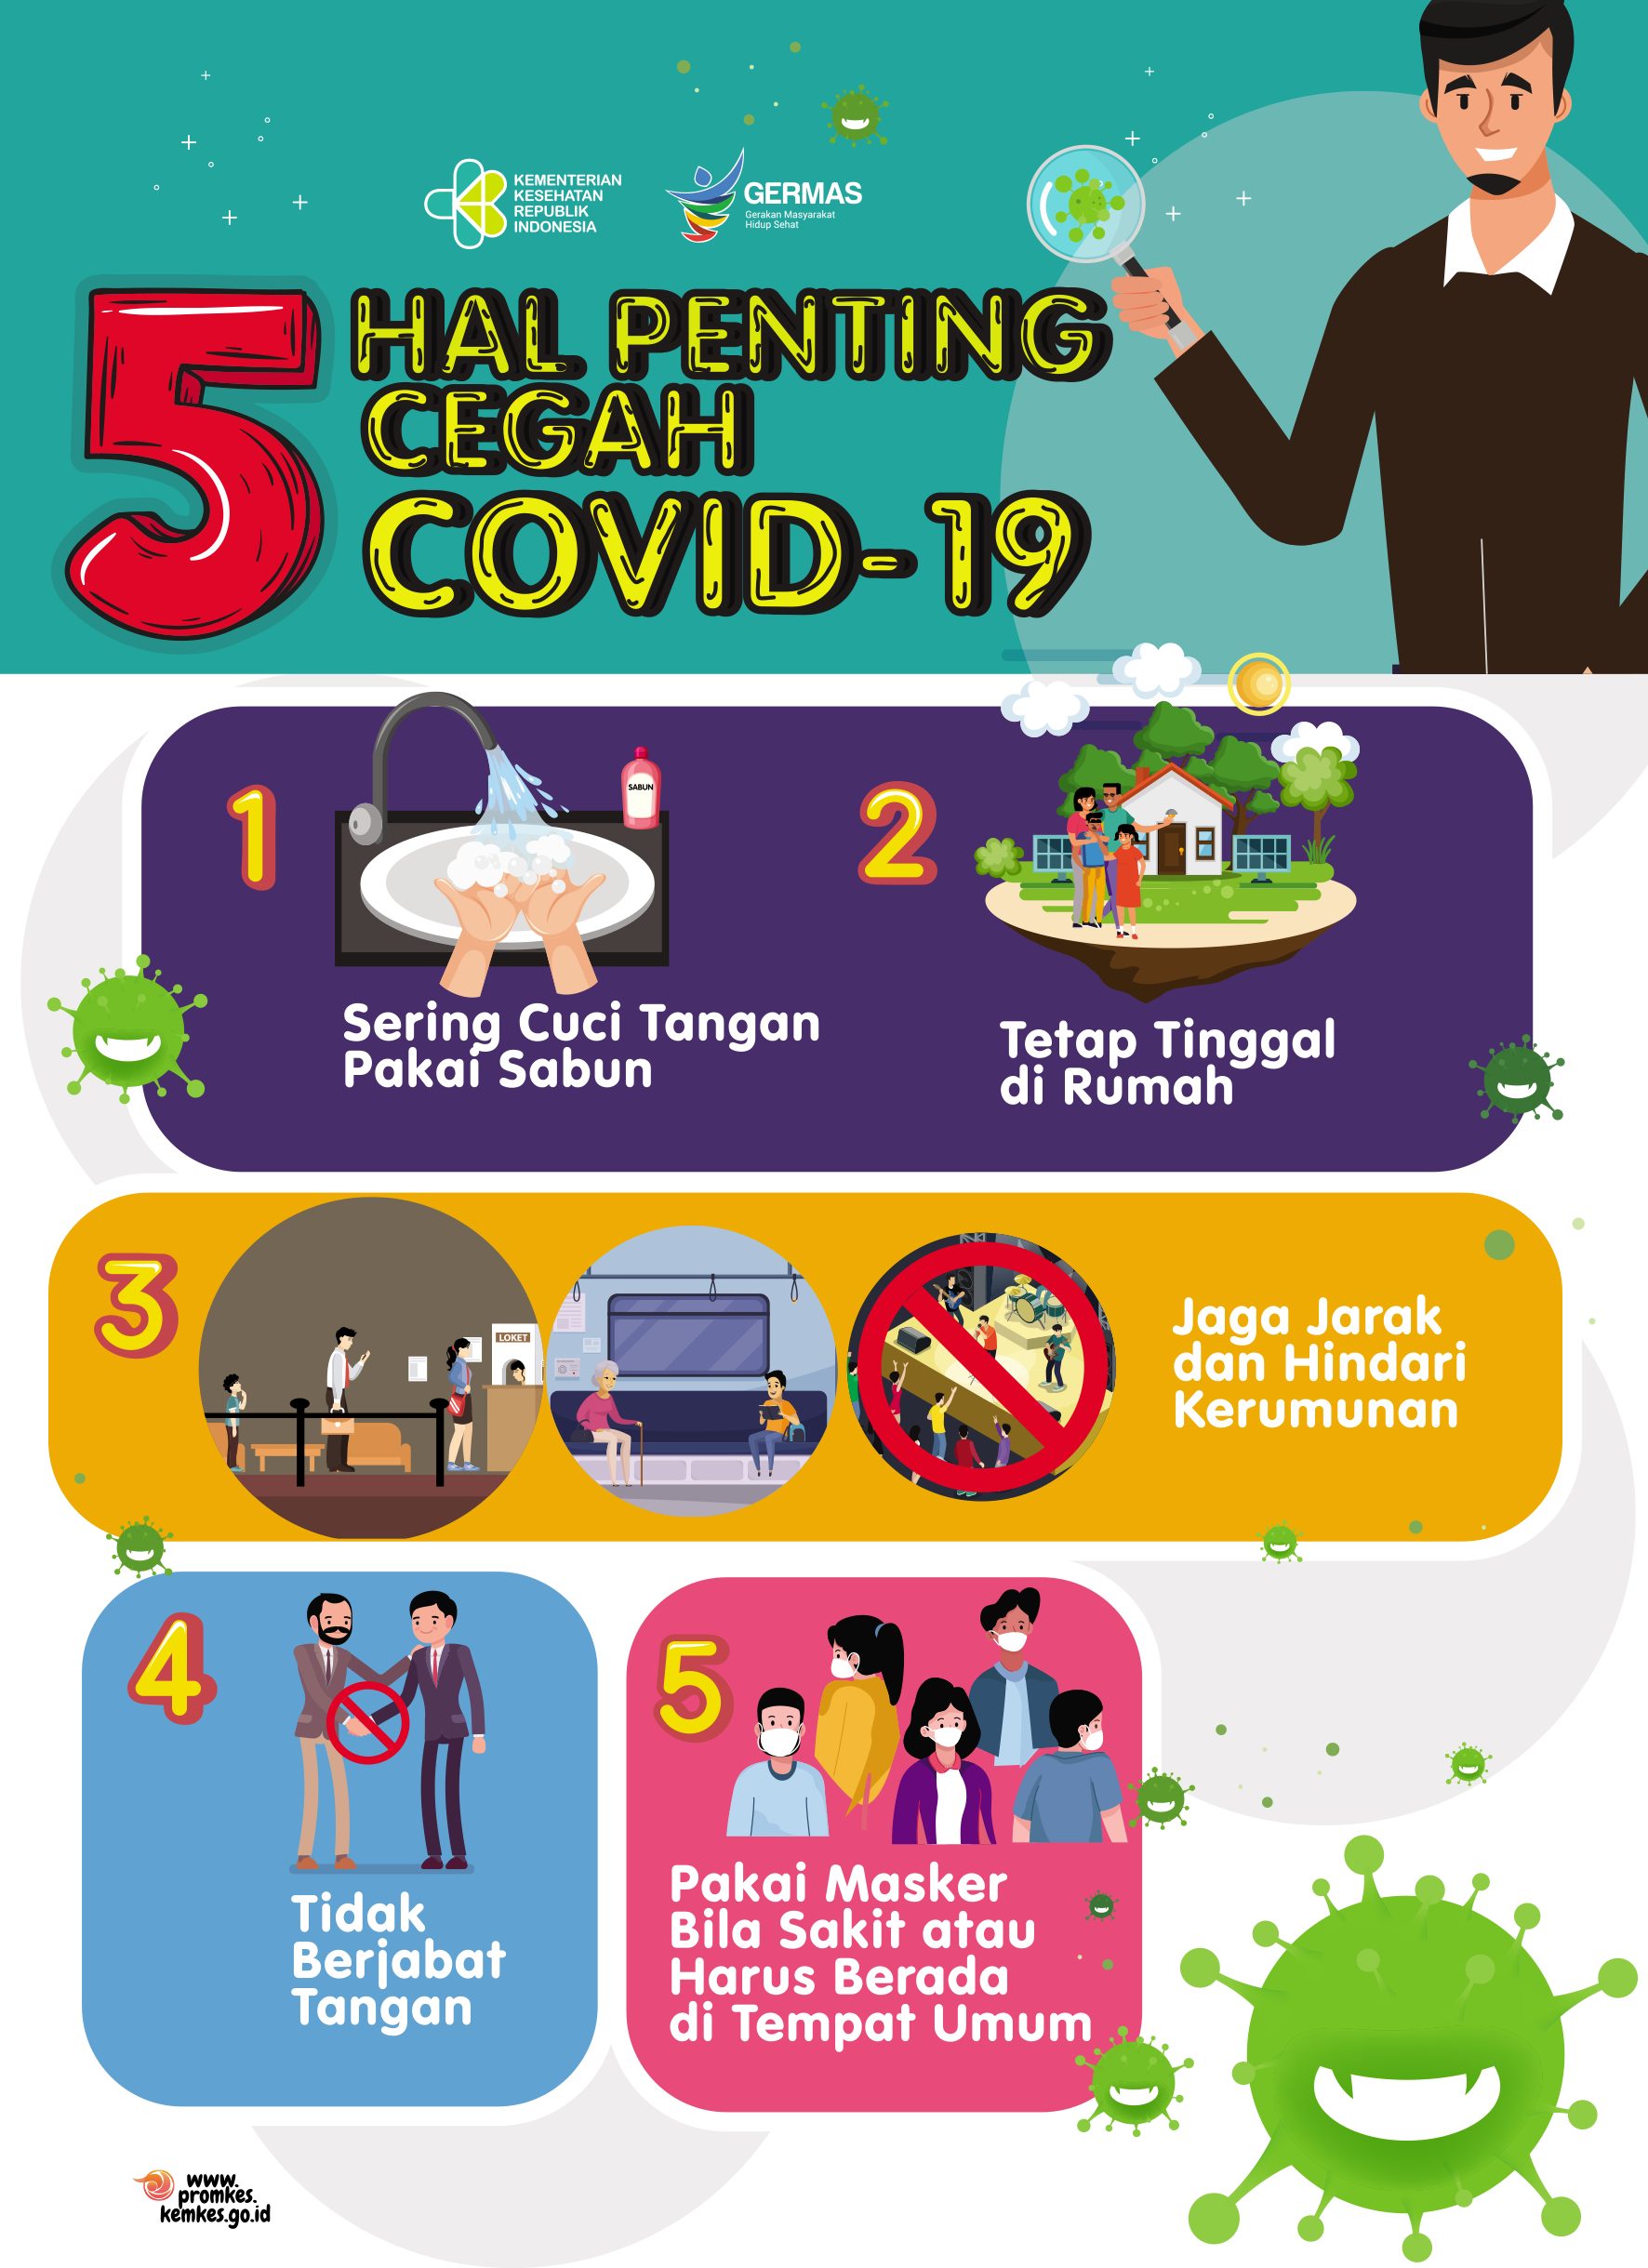 KEMENTERIAN
KESEHATAN
REPUBLIK
INDONESIA
GERMAS
Gerakan Masyarakat
Hidup Sehat
5
HAL PENTING
CEGAH
COVID-19
1
SABUN
Sering Cuci Tangan
Pakai Sabun
2
Tetap Tinggal
di Rumah
3
LOKET
Jaga Jarak
dan Hindari
Kerumunan
4
Tidak
Berjabat
Tangan
5
Pakai Masker
Bila Sakit atau
Harus Berada
di Tempat Umum
www.
promkes.
kemkes.go.id